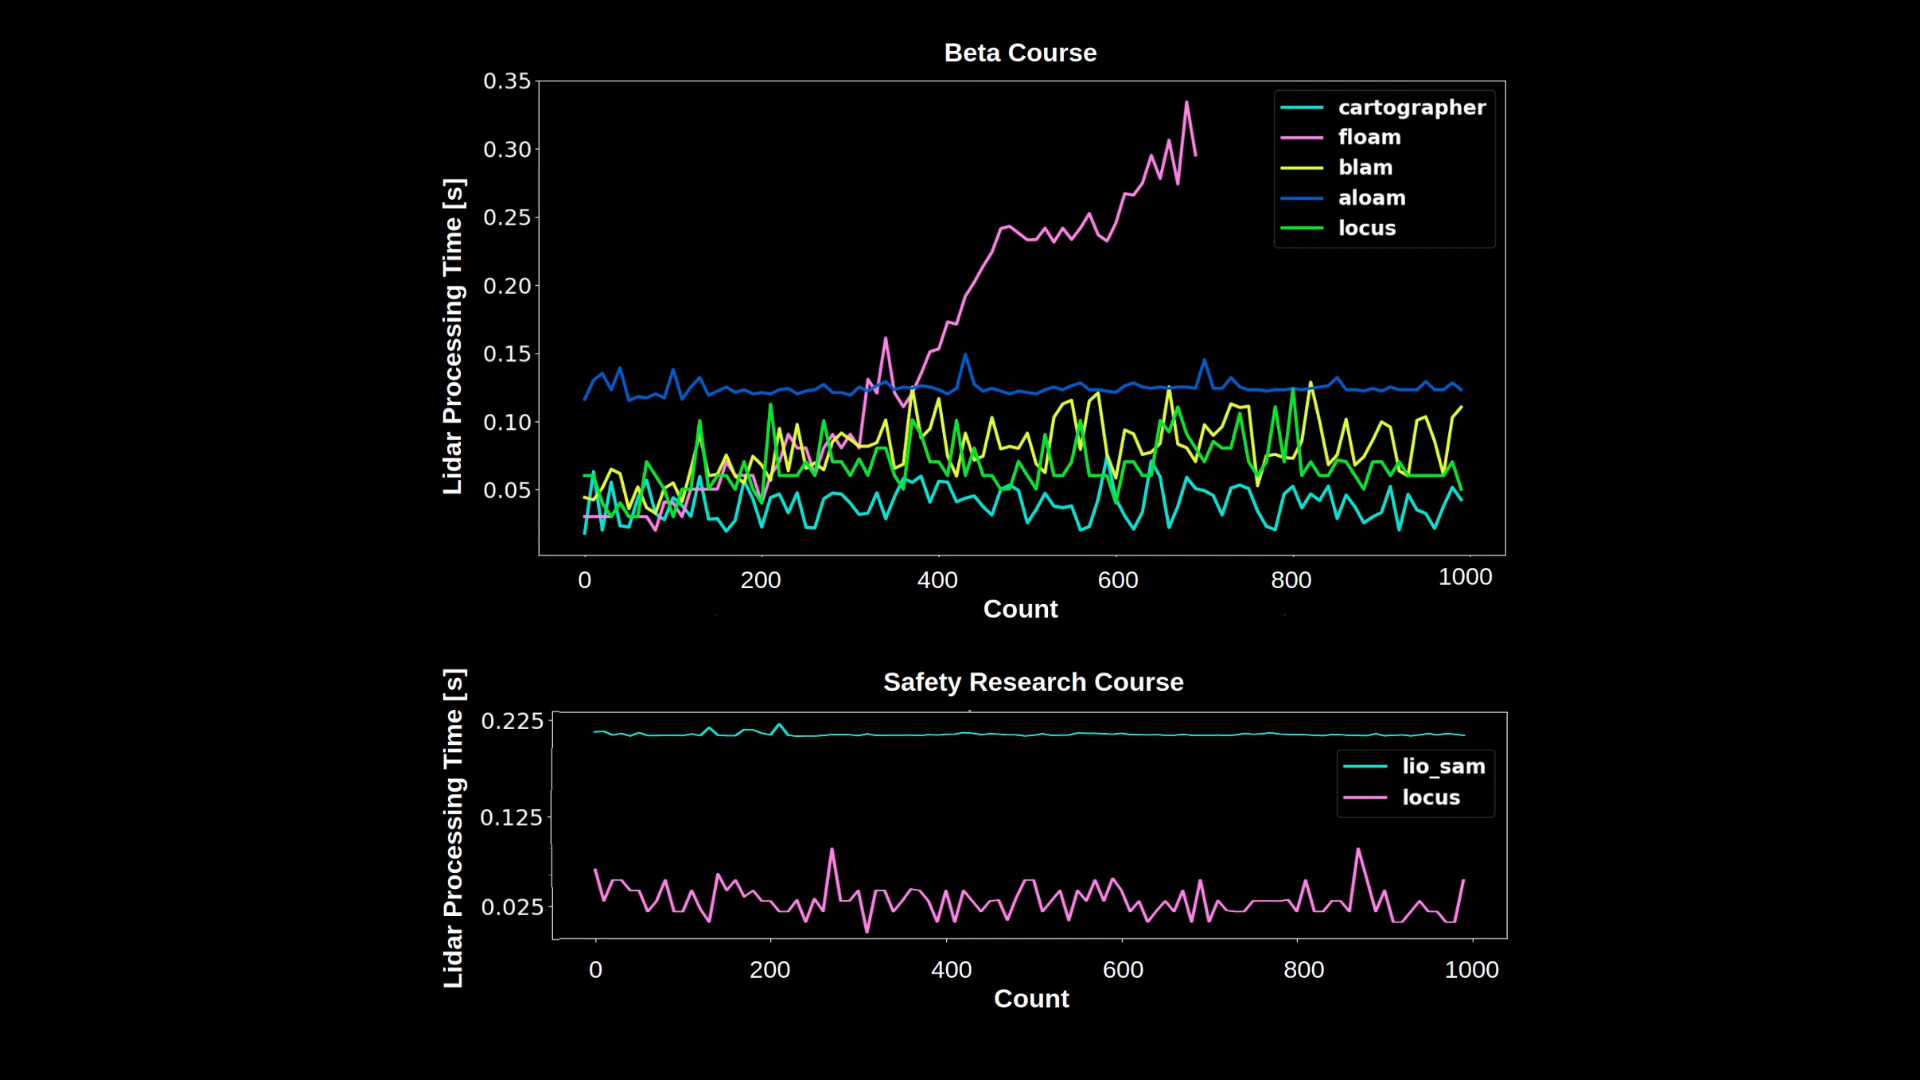 Beta Course
Lidar Processing Time [s]
0.35
0.30
0.25
0.20
0.15
0.10
0.05
cartographer
floam
blam
aloam
locus
0 200 400 600 800 1000
Count
Safety Research Course
Lidar Processing Time [s]
0.225
0.125
0.025
lio_sam
locus
0 200 400 600 800 1000
Count